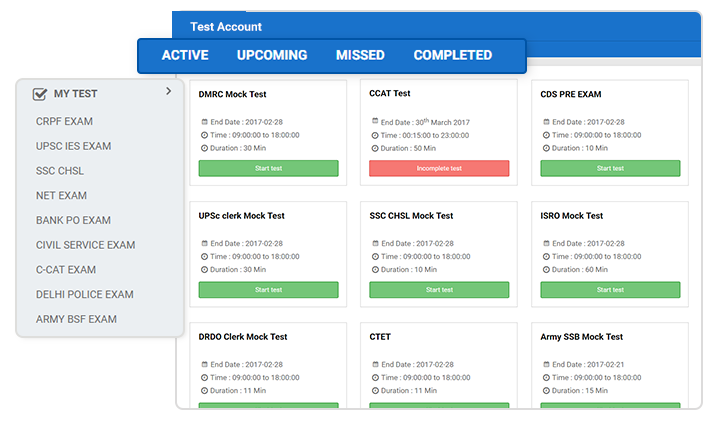 Test Account
ACTIVE UPCOMING MISSED COMPLETED
MY TEST
CRPF EXAM
UPSC IES EXAM
SSC CHSL
NET EXAM
BANK PO EXAM
CIVIL SERVICE EXAM
C-CAT EXAM
DELHI POLICE EXAM
ARMY BSF EXAM
DMRC Mock Test
End Date : 2017-02-28
Time : 09:00:00 to 18:00:00
Duration : 30 Min
Start test
CCAT Test
End Date : 30th March 2017
Time : 00:15:00 to 23:00:00
Duration : 50 Min
Incomplete test
CDS PRE EXAM
End Date : 2017-02-28
Time : 09:00:00 to 18:00:00
Duration : 10 Min
Start test
UPSc clerk Mock Test
End Date : 2017-02-28
Time : 09:00:00 to 18:00:00
Duration : 30 Min
Start test
SSC CHSL Mock Test
End Date : 2017-02-28
Time : 09:00:00 to 18:00:00
Duration : 10 Min
Start test
ISRO Mock Test
End Date : 2017-02-28
Time : 09:00:00 to 18:00:00
Duration : 60 Min
Start test
DRDO Clerk Mock Test
End Date : 2017-02-28
Time : 09:00:00 to 18:00:00
Duration : 11 Min
CTET
End Date : 2017-02-28
Time : 09:00:00 to 18:00:00
Duration : 11 Min
Army SSB Mock Test
End Date : 2017-02-21
Time : 09:00:00 to 18:00:00
Duration : 15 Min